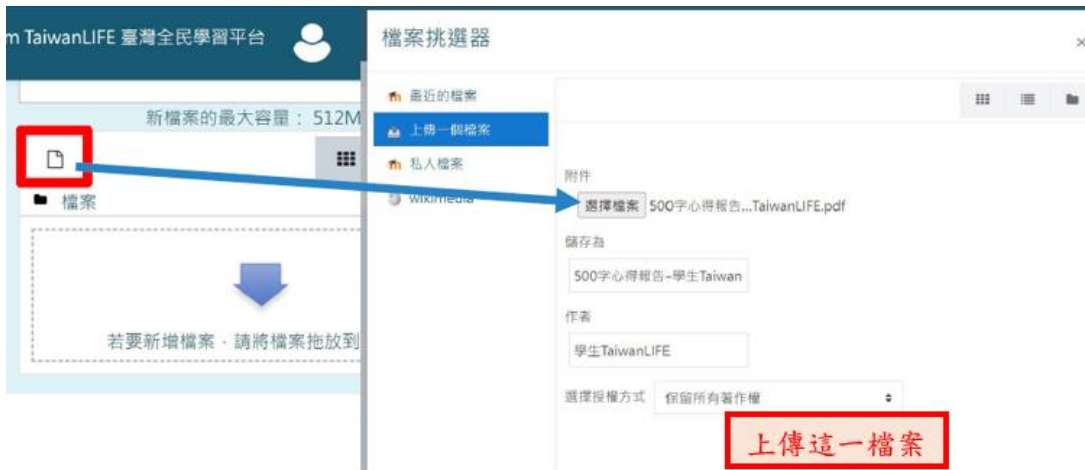 m TaiwanLIFE 臺灣全民學習平台
新檔案的最大容量： 512M
檔案
若要新增檔案，請將檔案拖放到
檔案挑選器
最近的檔案
上傳一個檔案
私人檔案
Wikimedia
附件
選擇檔案 500字心得報告...TaiwanLIFE.pdf
儲存為
500字心得報告-學生Taiwan
作者
學生TaiwanLIFE
選擇授權方式 保留所有著作權
上傳這一檔案